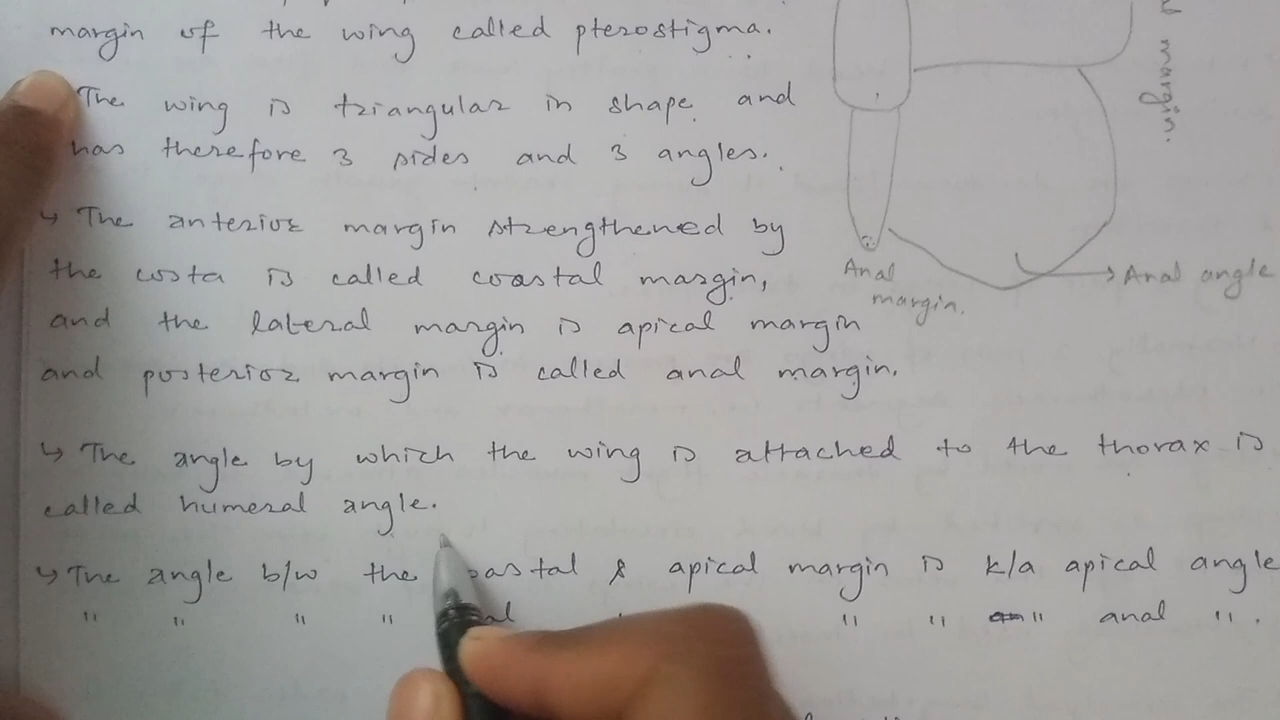 margin of the wing called pterostigma.
The wing is triangular in shape and
has therefore 3 sides and 3 angles.
↳ The anterior margin strengthened by
the costa is called coastal margin,
and the lateral margin is apical margin
and posterior margin is called anal margin.
↳ The angle by which the wing is attached to the thorax is
called humeral angle.
↳ The angle b/w the coastal & apical margin is k/a apical angle
" " " " " " " anal " .
margin.
Anal
margin.
Anal angle